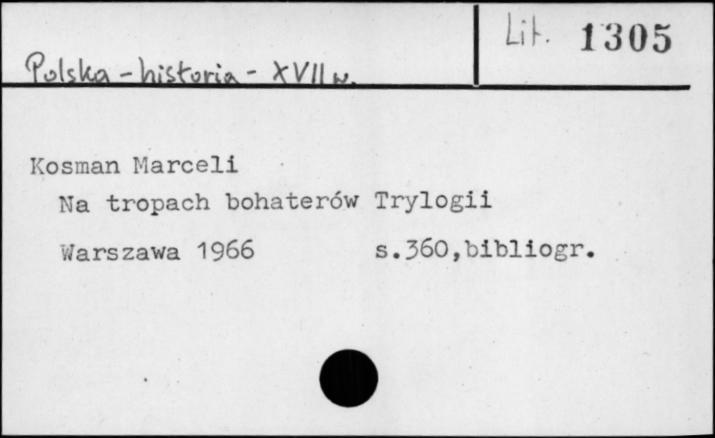 Lit. 1305
Polska - historia - XVII w.
Kosman Marceli
Na tropach bohaterów Trylogii
Warszawa 1966 s.360,bibliogr.